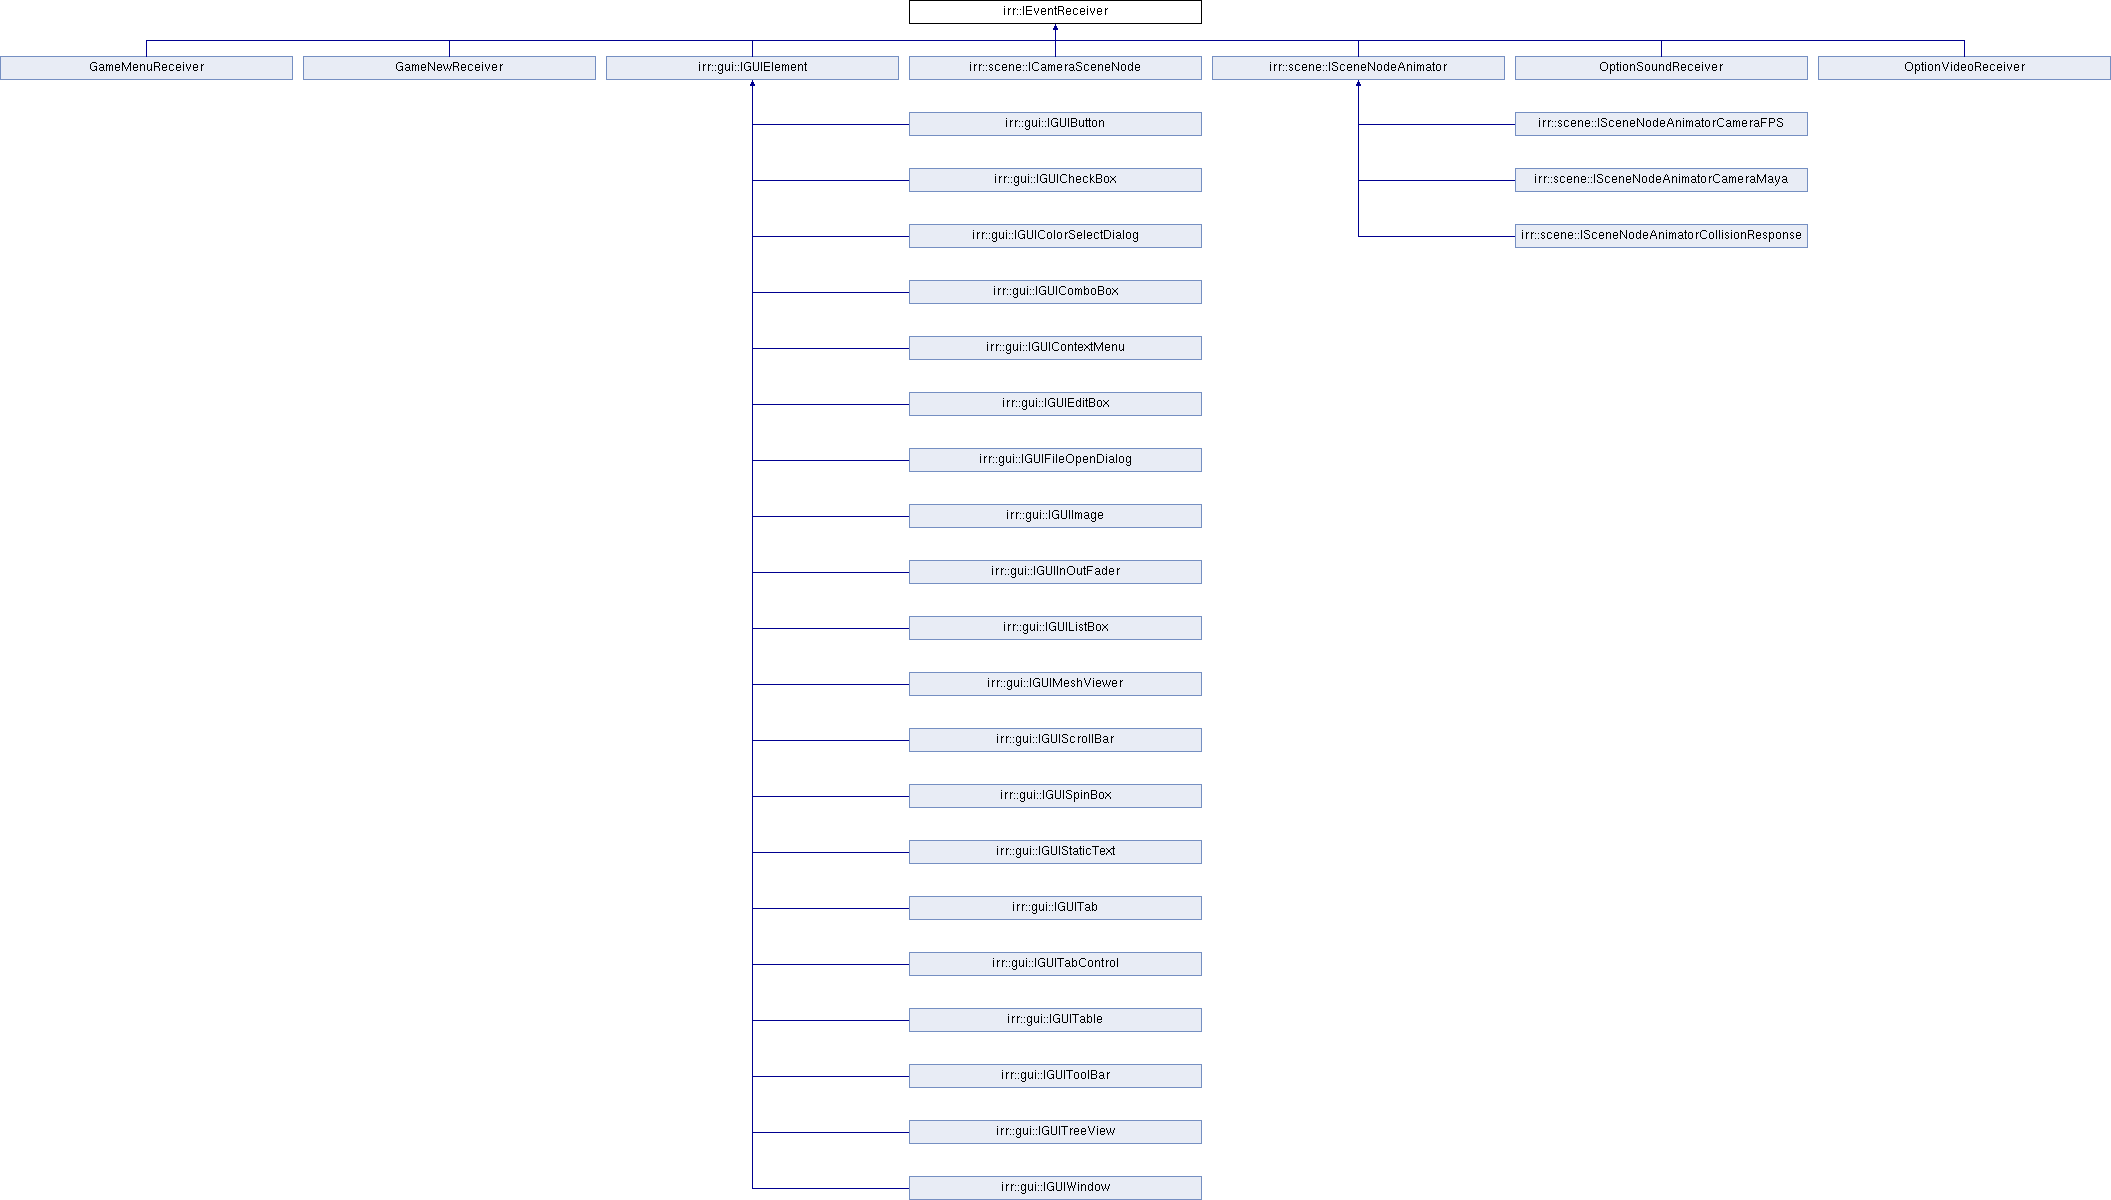 irr::IEventReceiver
GameMenuReceiver
GameNewReceiver
irr::gui::IGUIElement
irr::scene::ICameraSceneNode
irr::scene::ISceneNodeAnimator
OptionSoundReceiver
OptionVideoReceiver
irr::gui::IGUIButton
irr::scene::ISceneNodeAnimatorCameraFPS
irr::gui::IGUICheckBox
irr::scene::ISceneNodeAnimatorCameraMaya
irr::gui::IGUIColorSelectDialog
irr::scene::ISceneNodeAnimatorCollisionResponse
irr::gui::IGUIComboBox
irr::gui::IGUIContextMenu
irr::gui::IGUIEditBox
irr::gui::IGUIFileOpenDialog
irr::gui::IGUIImage
irr::gui::IGUIInOutFader
irr::gui::IGUIListBox
irr::gui::IGUIMeshViewer
irr::gui::IGUIScrollBar
irr::gui::IGUISpinBox
irr::gui::IGUIStaticText
irr::gui::IGUITab
irr::gui::IGUITabControl
irr::gui::IGUITable
irr::gui::IGUIToolBar
irr::gui::IGUITreeView
irr::gui::IGUIWindow